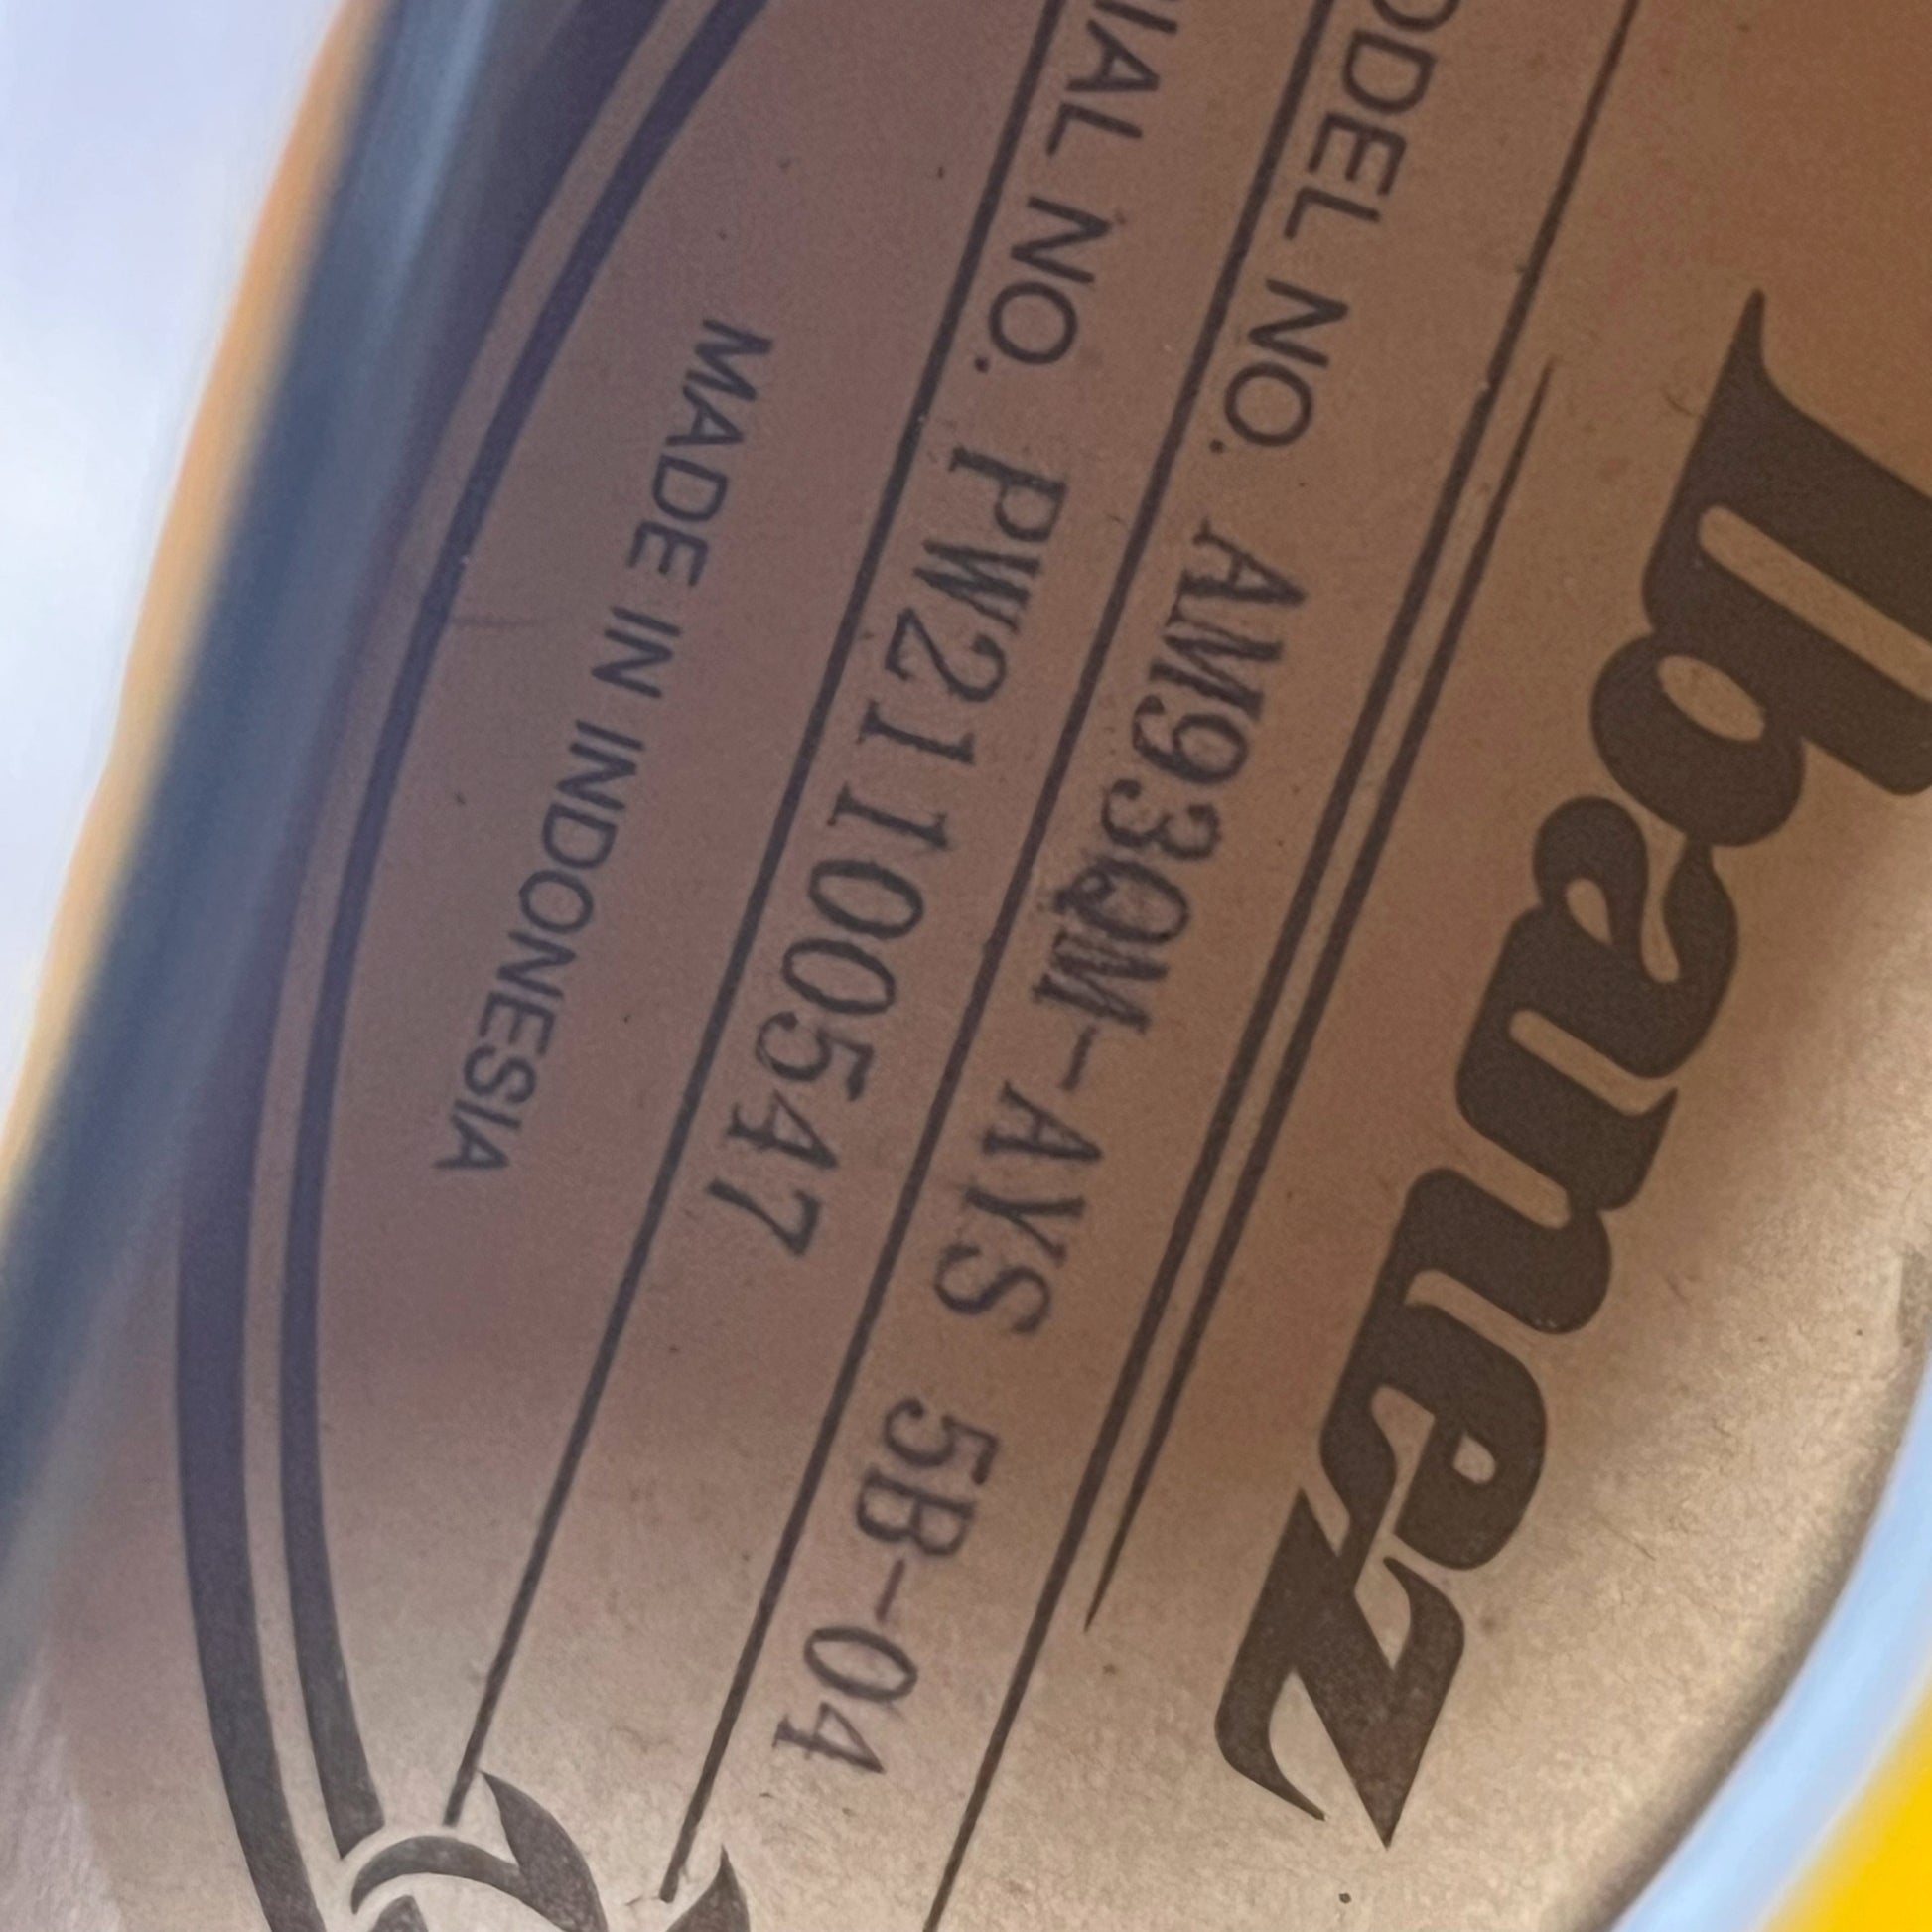 Ibanez
ODEL NO. AM93QM-AYS 5B-04
IAL NO. PW21100547
MADE IN INDONESIA